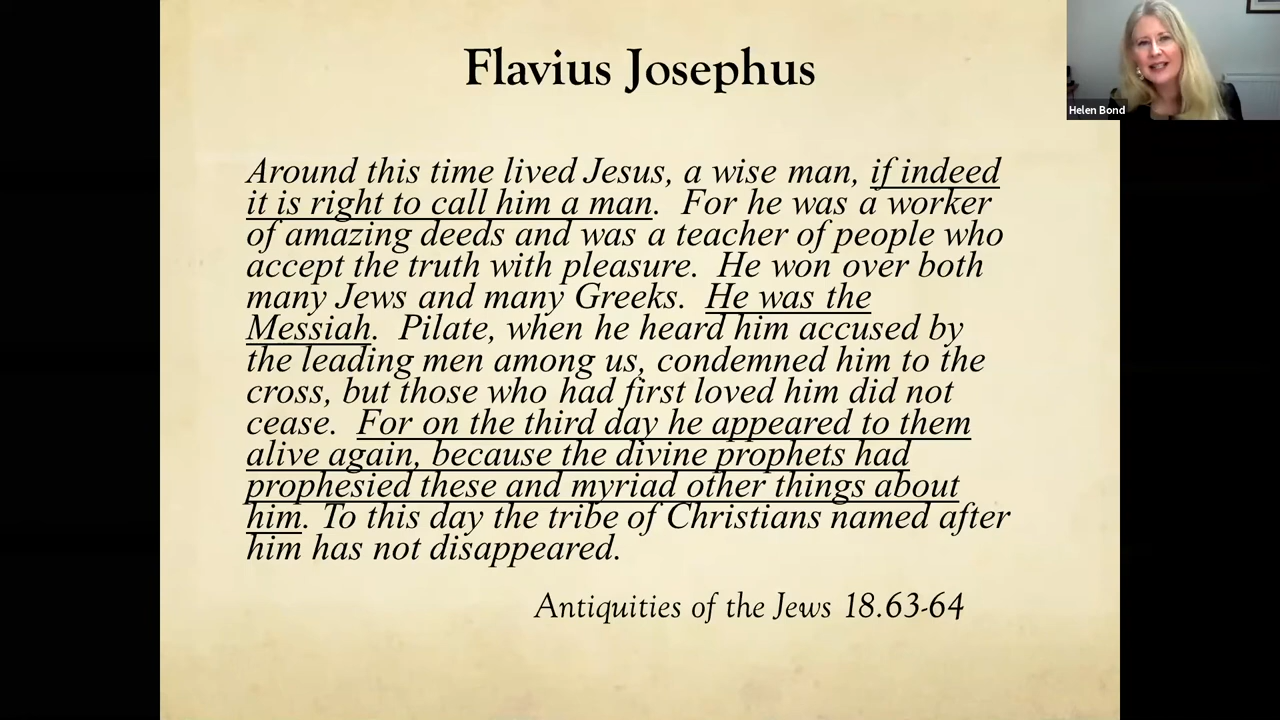 Flavius Josephus
Helen Bond
Around this time lived Jesus, a wise man, if indeed
it is right to call him a man.  For he was a worker
of amazing deeds and was a teacher of people who
accept the truth with pleasure.  He won over both
many Jews and many Greeks.  He was the
Messiah.  Pilate, when he heard him accused by
the leading men among us, condemned him to the
cross, but those who had first loved him did not
cease.  For on the third day he appeared to them
alive again, because the divine prophets had
prophesied these and myriad other things about
him. To this day the tribe of Christians named after
him has not disappeared.
Antiquities of the Jews 18.63-64